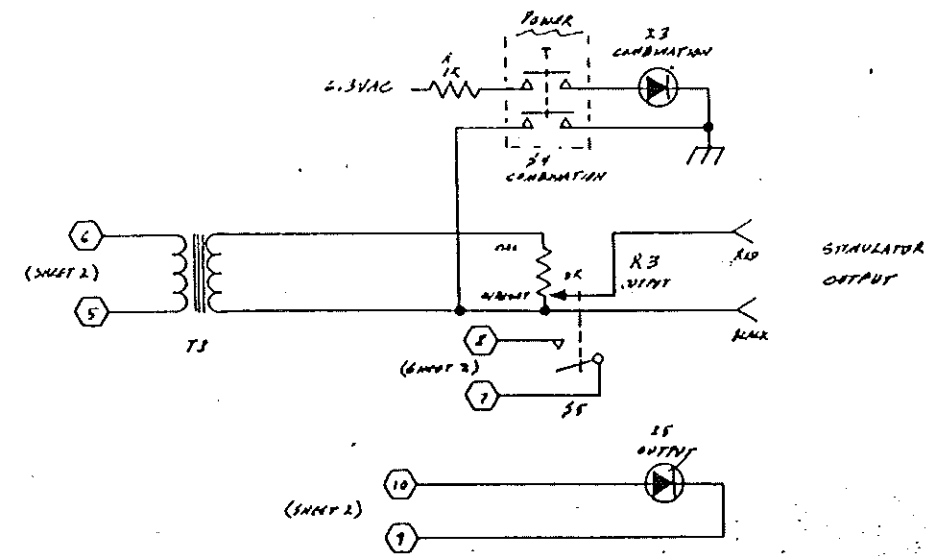 POWER
X3
COMBINATION
1K
6.3VAC
S4
COMBINATION
6
(SHEET 2)
5
T3
R3
OUTPUT
RED
BLACK
STIMULATOR
OUTPUT
8
(SHEET 2)
7
S5
X5
OUTPUT
10
(SHEET 2)
9